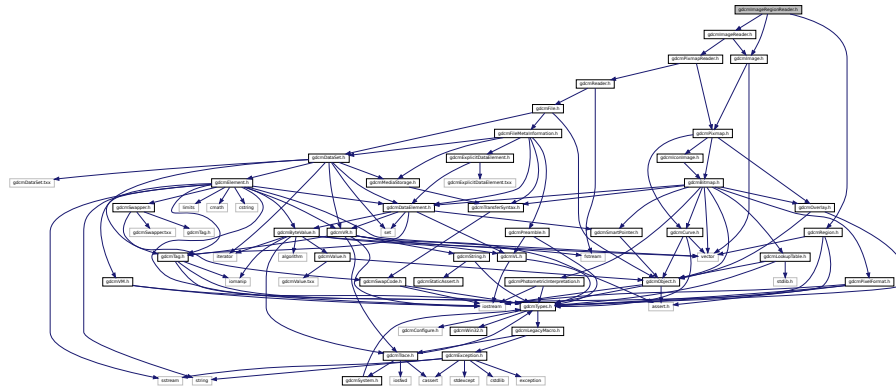 gdcmImageRegionReader.h
gdcmImageReader.h
gdcmPixmapReader.h
gdcmImage.h
gdcmReader.h
gdcmFile.h
gdcmFileMetaInformation.h
gdcmPixmap.h
gdcmDataSet.h
gdcmExplicitDataElement.h
gdcmIconImage.h
gdcmDataSet.txx
gdcmElement.h
gdcmMediaStorage.h
gdcmExplicitDataElement.txx
gdcmBitmap.h
gdcmSwapper.h
limits
cmath
cstring
gdcmDataElement.h
gdcmTransferSyntax.h
gdcmOverlay.h
gdcmSwapper.txx
gdcmTag.h
gdcmByteValue.h
gdcmVR.h
set
gdcmPreamble.h
gdcmSmartPointer.h
gdcmCurve.h
gdcmRegion.h
gdcmTag.h
iterator
algorithm
gdcmValue.h
gdcmString.h
gdcmVL.h
fstream
vector
gdcmLookupTable.h
gdcmVM.h
iomanip
gdcmValue.txx
gdcmSwapCode.h
gdcmStaticAssert.h
gdcmPhotometricInterpretation.h
gdcmObject.h
stdlib.h
gdcmPixelFormat.h
iostream
gdcmTypes.h
assert.h
gdcmConfigure.h
gdcmWin32.h
gdcmLegacyMacro.h
gdcmTrace.h
gdcmException.h
sstream
string
gdcmSystem.h
iosfwd
cassert
stdexcept
cstdlib
exception